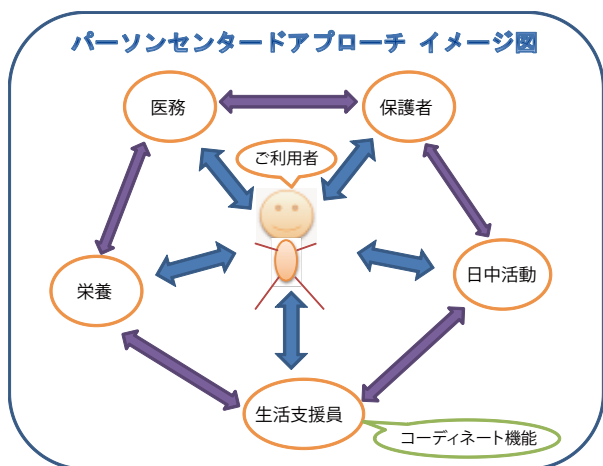 パーソンセンタードアプローチ イメージ図
医務
保護者
ご利用者
栄養
日中活動
生活支援員
コーディネート機能